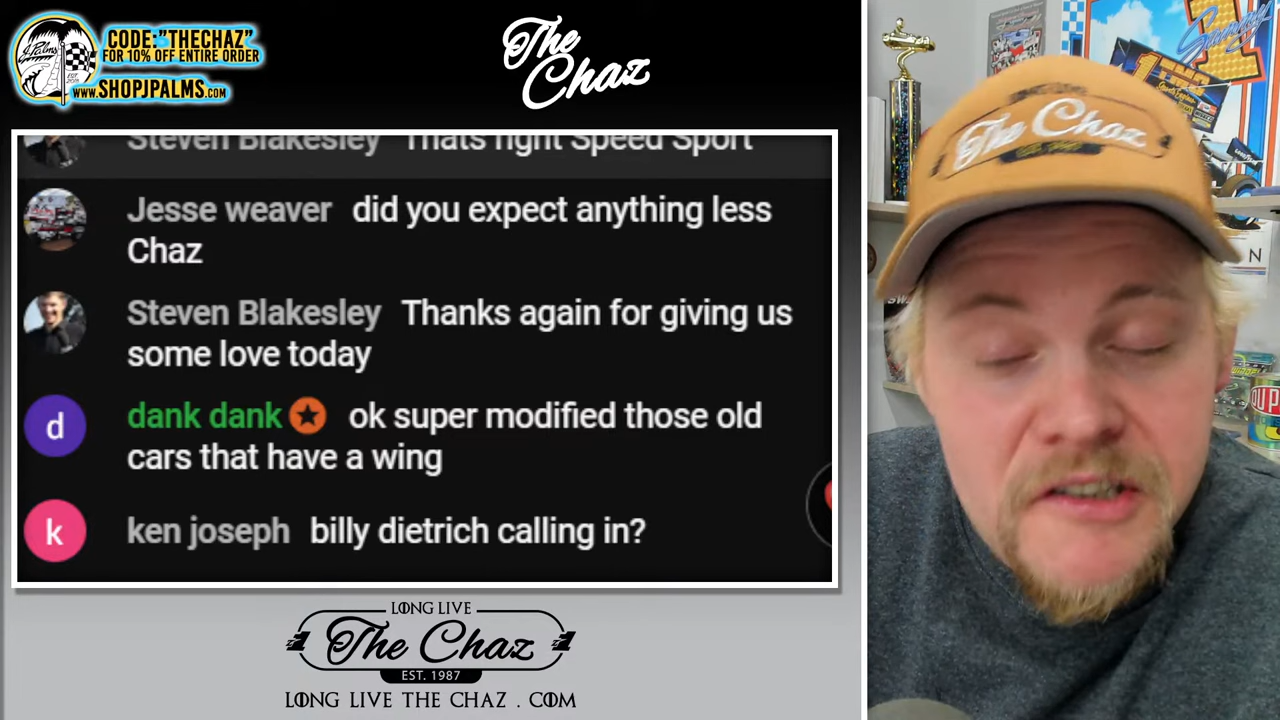 CODE:"THECHAZ"
FOR 10% OFF ENTIRE ORDER
WWW.SHOPJPALMS.COM
The
Chaz
Steven Blakesley Thats right Speed Sport
Jesse weaver did you expect anything less
Chaz
Steven Blakesley Thanks again for giving us
some love today
d
dank dank ok super modified those old
cars that have a wing
k
ken joseph billy dietrich calling in?
LONG LIVE
The Chaz
EST. 1987
LONG LIVE THE CHAZ . COM
The Chaz